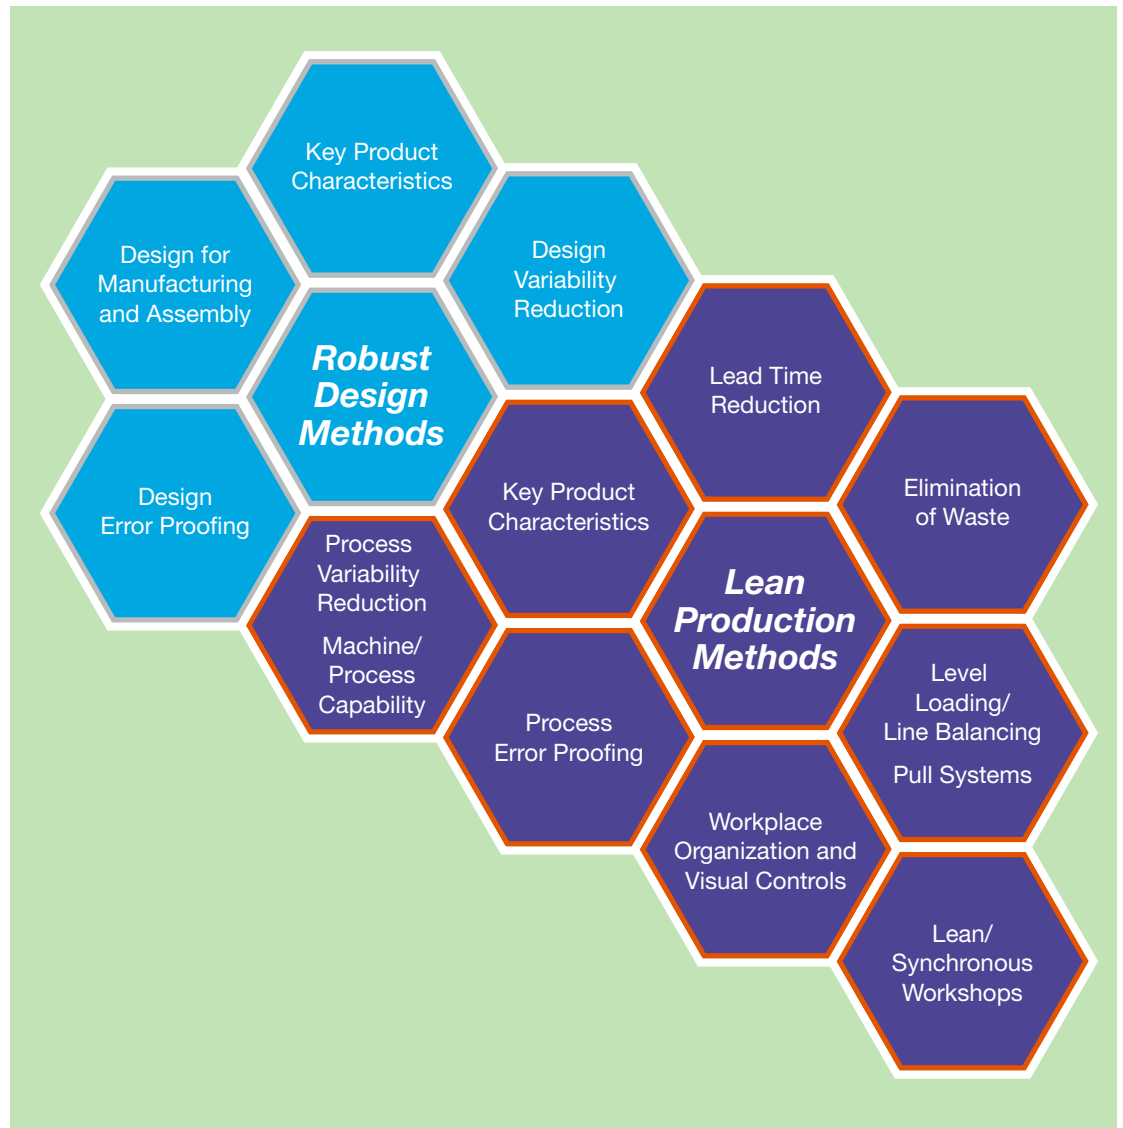 Key Product
Characteristics
Design for
Manufacturing
and Assembly
Design
Variability
Reduction
Robust
Design
Methods
Lead Time
Reduction
Design
Error Proofing
Key Product
Characteristics
Elimination
of Waste
Process
Variability
Reduction
Machine/
Process
Capability
Lean
Production
Methods
Process
Error Proofing
Level
Loading/
Line Balancing
Pull Systems
Workplace
Organization and
Visual Controls
Lean/
Synchronous
Workshops